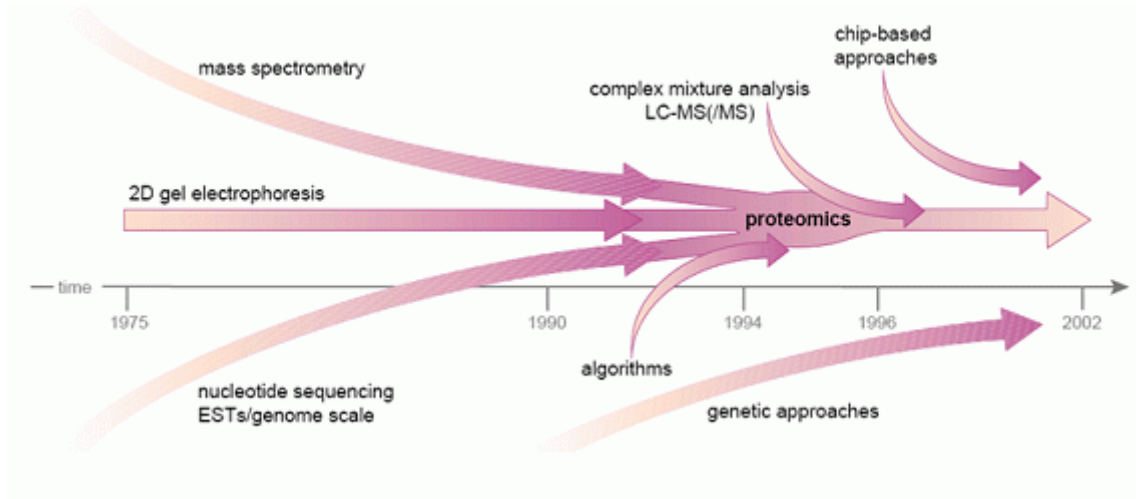 chip-based
approaches
mass spectrometry
complex mixture analysis
LC-MS(/MS)
2D gel electrophoresis
proteomics
time
1975
1990
1994
1996
2002
algorithms
nucleotide sequencing
ESTs/genome scale
genetic approaches